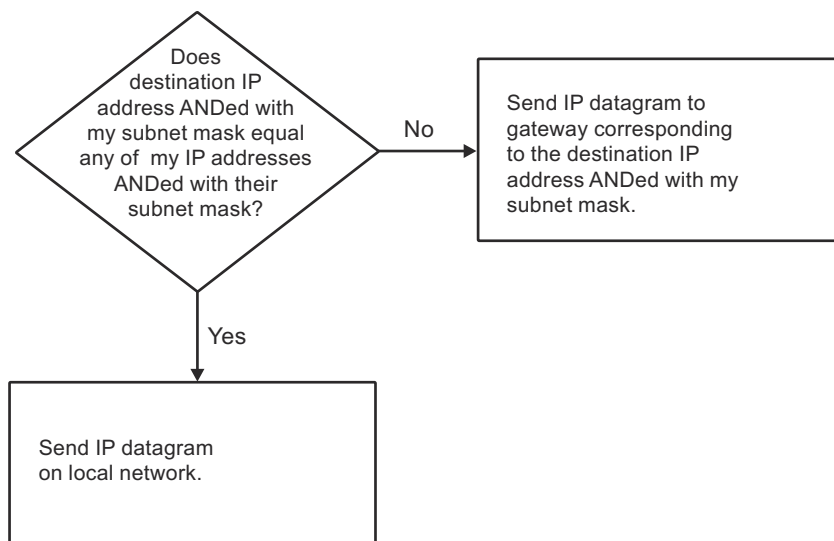 Does
destination IP
address ANDed with
my subnet mask equal
any of my IP addresses
ANDed with their
subnet mask?
No
Send IP datagram to
gateway corresponding
to the destination IP
address ANDed with my
subnet mask.
Yes
Send IP datagram
on local network.